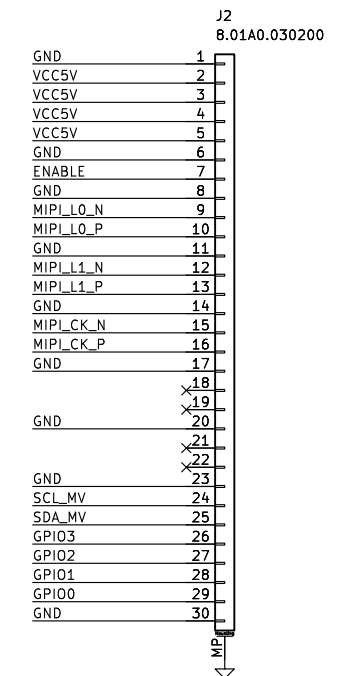 J2
8.01A0.030200
GND 1
VCC5V 2
VCC5V 3
VCC5V 4
VCC5V 5
GND 6
ENABLE 7
GND 8
MIPI_L0_N 9
MIPI_L0_P 10
GND 11
MIPI_L1_N 12
MIPI_L1_P 13
GND 14
MIPI_CK_N 15
MIPI_CK_P 16
GND 17
18
19
GND 20
21
22
GND 23
SCL_MV 24
SDA_MV 25
GPIO3 26
GPIO2 27
GPIO1 28
GPIO0 29
GND 30
MP